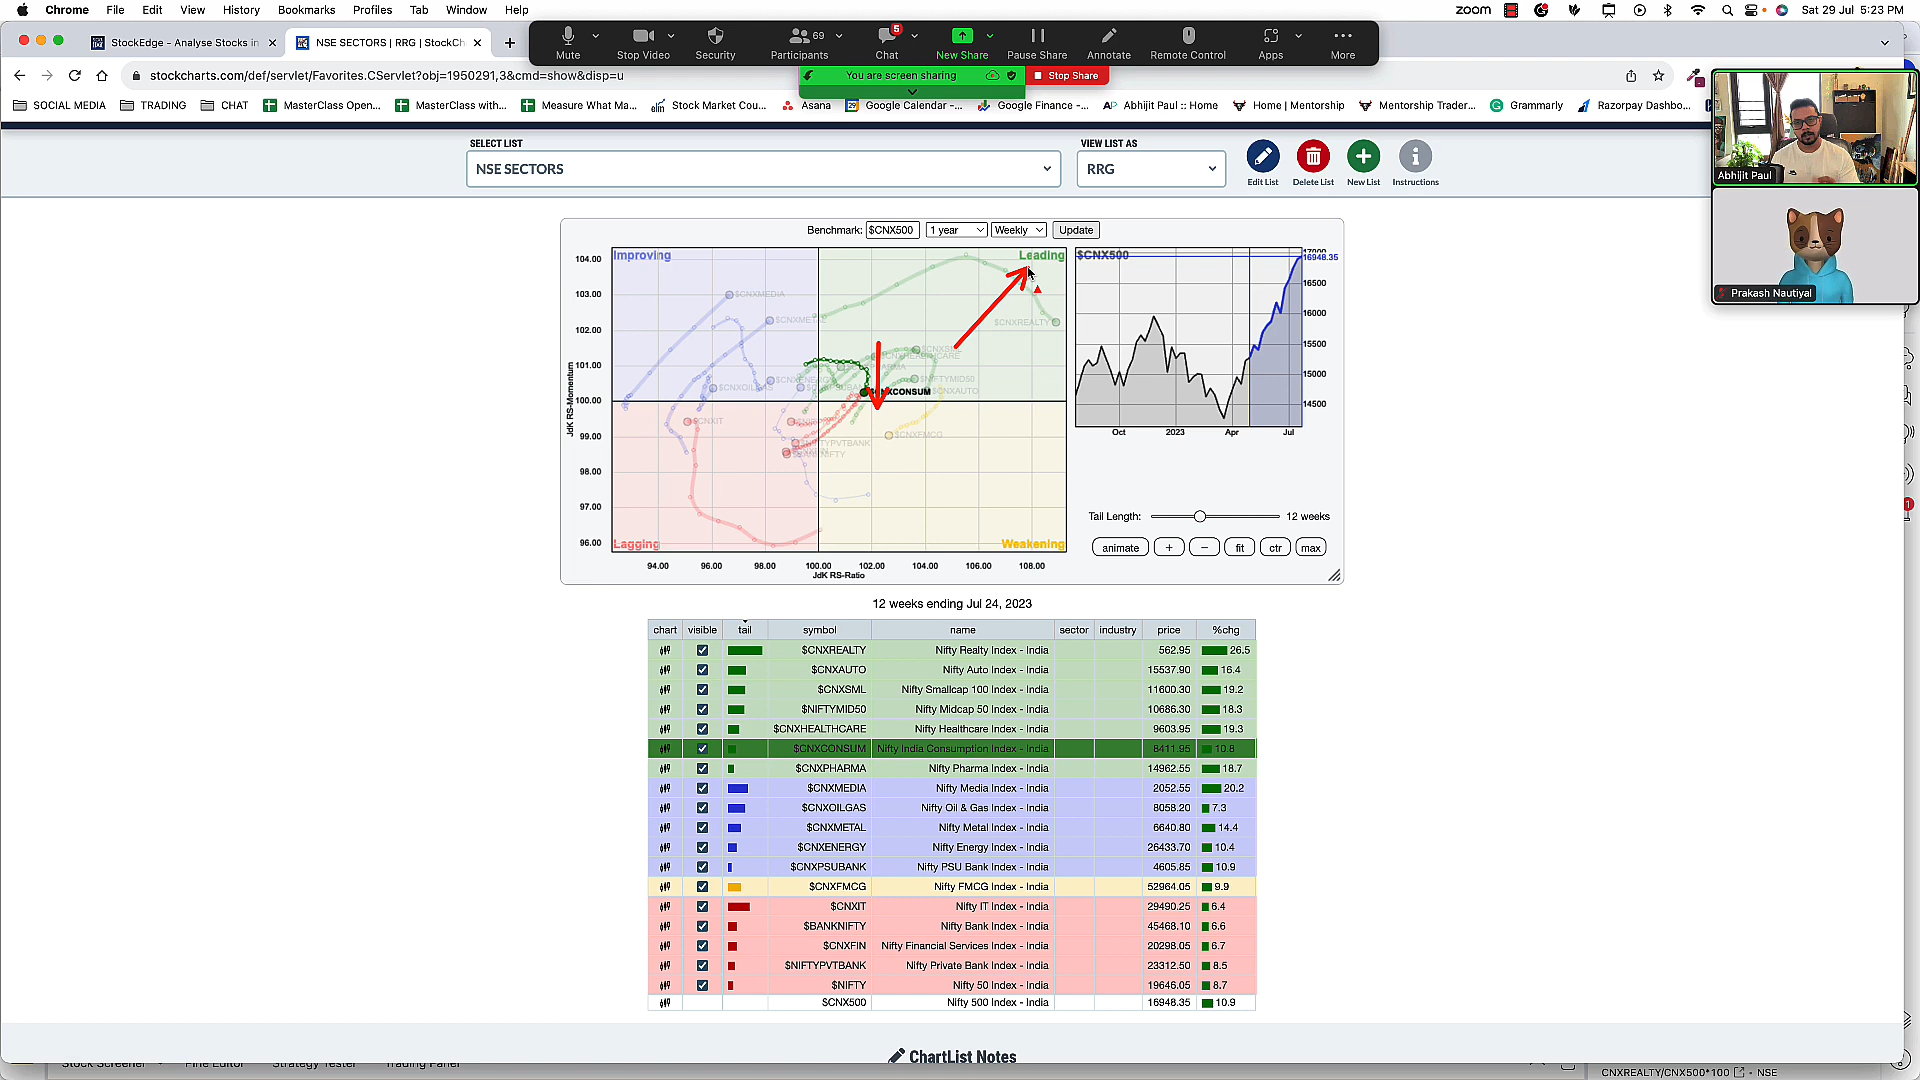 Chrome File Edit View History Bookmarks Profiles Tab Window Help
zoom Sat 29 Jul 5:23 PM
StockEdge - Analyse Stocks in
NSE SECTORS | RRG | StockCh
Mute Stop Video Security Participants 69 Chat 5 New Share Pause Share Annotate Remote Control Apps More
You are screen sharing Stop Share
stockcharts.com/def/servlet/Favorites.CServlet?obj=1950291,3&cmd=show&disp=u
SOCIAL MEDIA TRADING CHAT MasterClass Open... MasterClass with... Measure What Ma... Stock Market Cou... Asana Google Calendar -... Google Finance -... Abhijit Paul :: Home Home | Mentorship Mentorship Trader... Grammarly Razorpay Dashbo...
Abhijit Paul
Prakash Nautiyal
SELECT LIST
NSE SECTORS
VIEW LIST AS
RRG
Edit List Delete List New List Instructions
Benchmark: $CNX500 1 year Weekly Update
Improving
Leading
Lagging
Weakening
104.00
103.00
102.00
101.00
100.00
99.00
98.00
97.00
96.00
JdK RS-Momentum
94.00 96.00 98.00 100.00 102.00 104.00 106.00 108.00
JdK RS-Ratio
$CNXMEDIA
$CNXREALTY
$CNXOILGAS
$NIFTYMID50
$CNXAUTO
$CNXIT
$CNXFMCG
$CNX500
17000
16948.35
16500
16000
15500
15000
14500
Oct 2023 Apr Jul
Tail Length: 12 weeks
animate + − fit ctr max
12 weeks ending Jul 24, 2023
chart visible tail symbol name sector industry price %chg
$CNXREALTY Nifty Realty Index - India 562.95 26.5
$CNXAUTO Nifty Auto Index - India 15537.90 16.4
$CNXSML Nifty Smallcap 100 Index - India 11600.30 19.2
$NIFTYMID50 Nifty Midcap 50 Index - India 10686.30 18.3
$CNXHEALTHCARE Nifty Healthcare Index - India 9603.95 19.3
$CNXCONSUM Nifty India Consumption Index - India 8411.95 10.8
$CNXPHARMA Nifty Pharma Index - India 14962.55 18.7
$CNXMEDIA Nifty Media Index - India 2052.55 20.2
$CNXOILGAS Nifty Oil & Gas Index - India 8058.20 7.3
$CNXMETAL Nifty Metal Index - India 6640.80 14.4
$CNXENERGY Nifty Energy Index - India 26433.70 10.4
$CNXPSUBANK Nifty PSU Bank Index - India 4605.85 10.9
$CNXFMCG Nifty FMCG Index - India 52964.05 9.9
$CNXIT Nifty IT Index - India 29490.25 6.4
$BANKNIFTY Nifty Bank Index - India 45468.10 6.6
$CNXFIN Nifty Financial Services Index - India 20298.05 6.7
$NIFTYPVTBANK Nifty Private Bank Index - India 23312.50 8.5
$NIFTY Nifty 50 Index - India 19646.05 8.7
$CNX500 Nifty 500 Index - India 16948.35 10.9
ChartList Notes
Stock Screener Pine Editor Strategy Tester Trading Panel
CNXREALTY/CNX500*100 - NSE